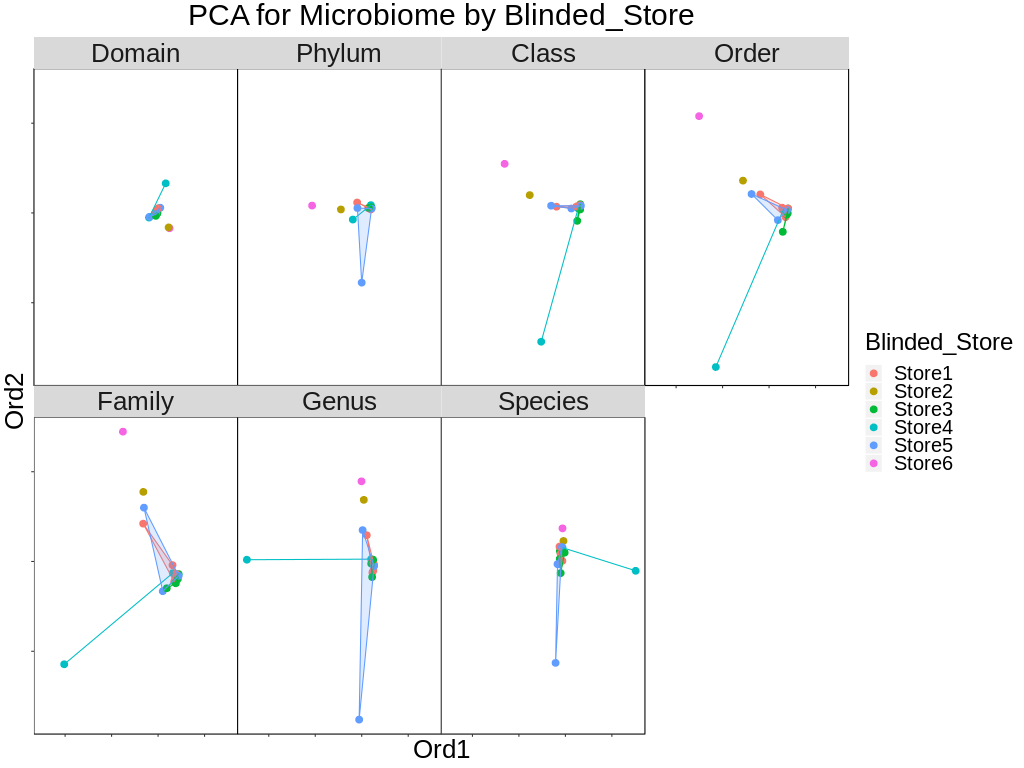 PCA for Microbiome by Blinded_Store
Domain
Phylum
Class
Order
Family
Genus
Species
Ord2
Ord1
Blinded_Store
Store1
Store2
Store3
Store4
Store5
Store6